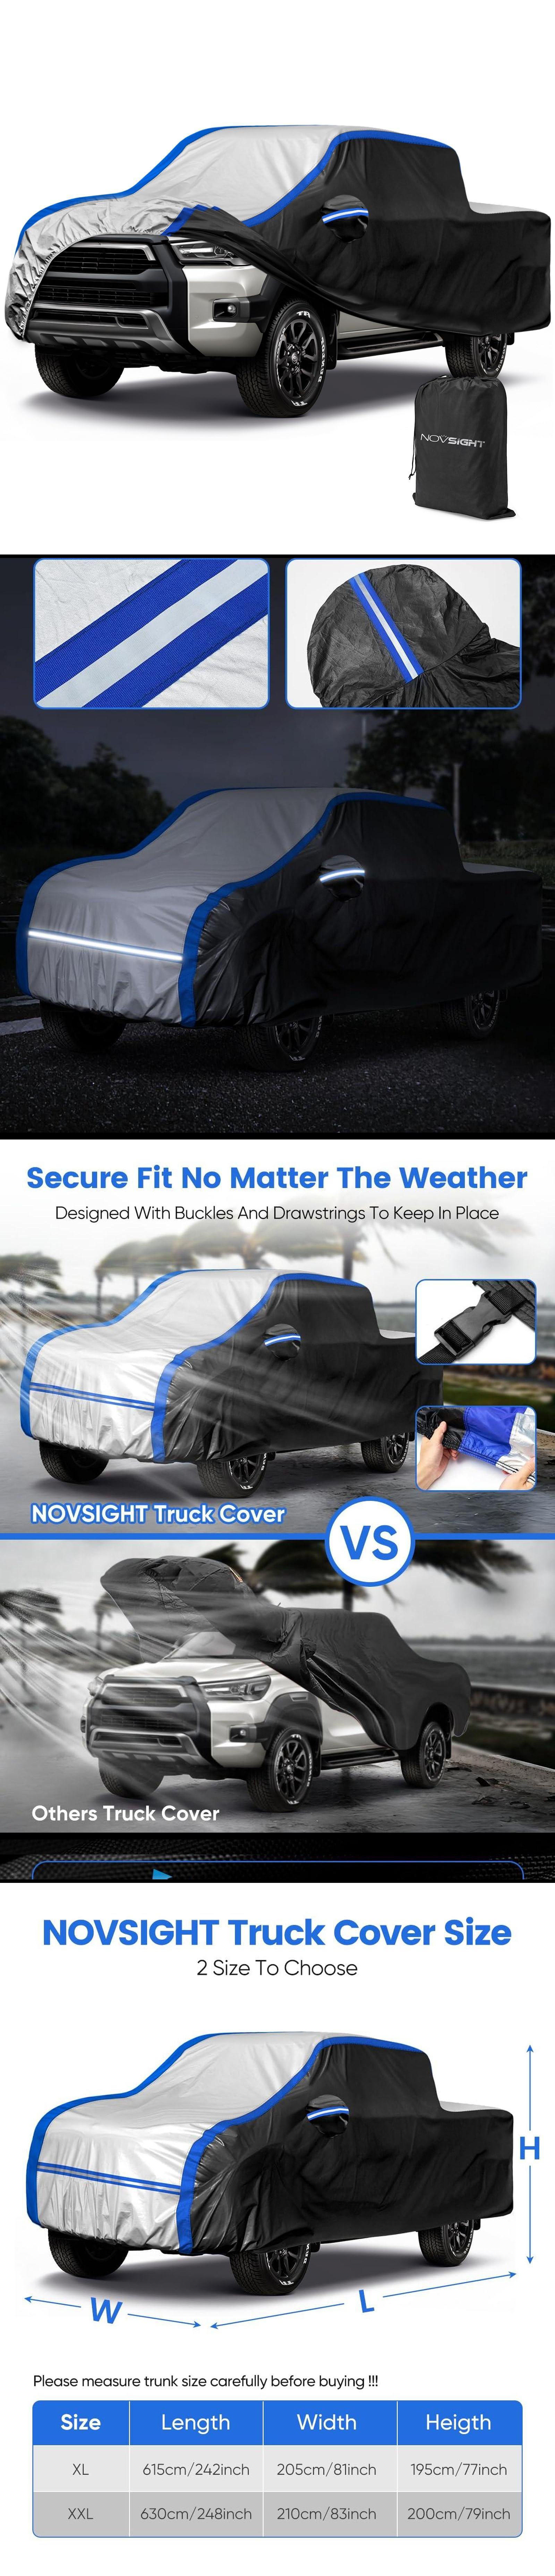 NOVSIGHT
Secure Fit No Matter The Weather
Designed With Buckles And Drawstrings To Keep In Place
NOVSIGHT Truck Cover
VS
Others Truck Cover
NOVSIGHT Truck Cover Size
2 Size To Choose
H
W
L
Please measure trunk size carefully before buying !!!
Size Length Width Heigth
XL 615cm/242inch 205cm/81inch 195cm/77inch
XXL 630cm/248inch 210cm/83inch 200cm/79inch